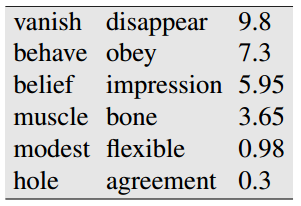 vanish disappear 9.8
behave obey 7.3
belief impression 5.95
muscle bone 3.65
modest flexible 0.98
hole agreement 0.3